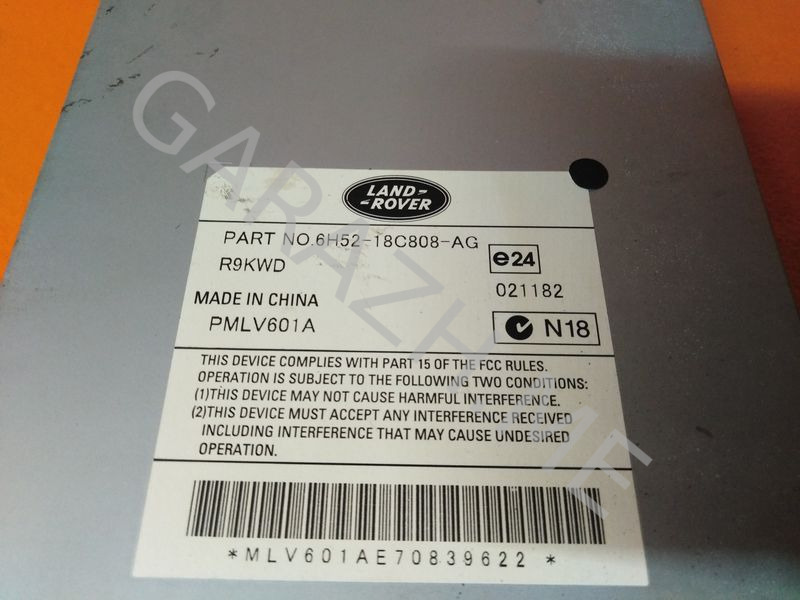 LAND-
-ROVER
PART NO.6H52-18C808-AG
R9KWD
e24
021182
MADE IN CHINA
PMLV601A
N18
THIS DEVICE COMPLIES WITH PART 15 OF THE FCC RULES.
OPERATION IS SUBJECT TO THE FOLLOWING TWO CONDITIONS:
(1)THIS DEVICE MAY NOT CAUSE HARMFUL INTERFERENCE.
(2)THIS DEVICE MUST ACCEPT ANY INTERFERENCE RECEIVED
INCLUDING INTERFERENCE THAT MAY CAUSE UNDESIRED
OPERATION.
*MLV601AE70839622*